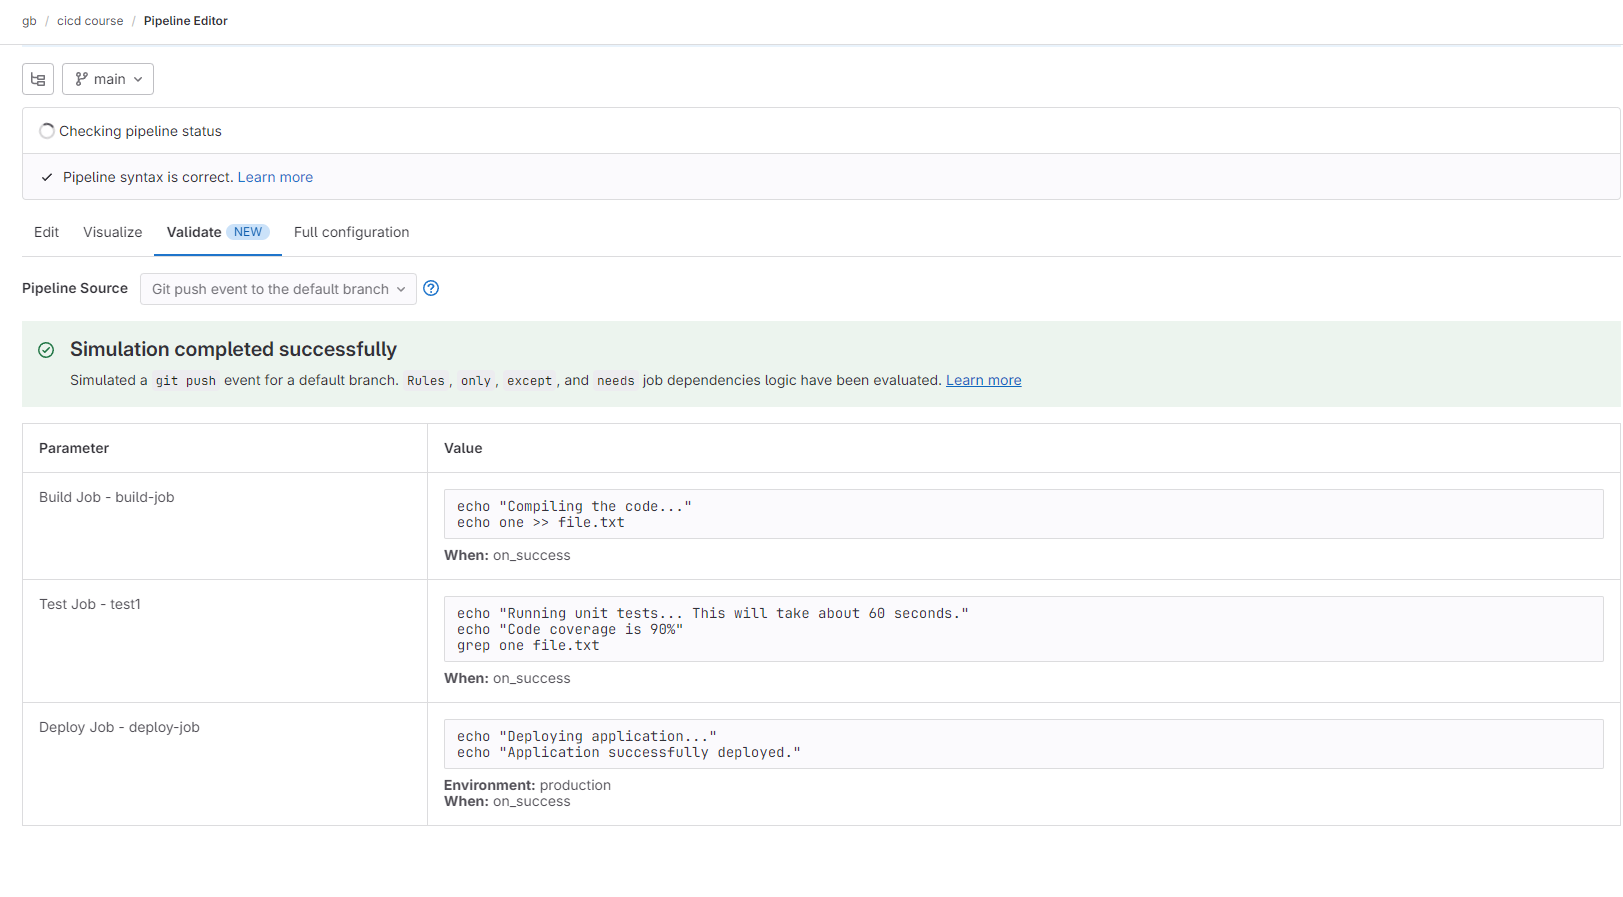 gb / cicd course / Pipeline Editor
main
Checking pipeline status
Pipeline syntax is correct. Learn more
Edit Visualize Validate NEW Full configuration
Pipeline Source Git push event to the default branch
Simulation completed successfully
Simulated a git push event for a default branch. Rules, only, except, and needs job dependencies logic have been evaluated. Learn more
Parameter Value
Build Job - build-job
echo "Compiling the code..."
echo one >> file.txt
When: on_success
Test Job - test1
echo "Running unit tests... This will take about 60 seconds."
echo "Code coverage is 90%"
grep one file.txt
When: on_success
Deploy Job - deploy-job
echo "Deploying application..."
echo "Application successfully deployed."
Environment: production
When: on_success